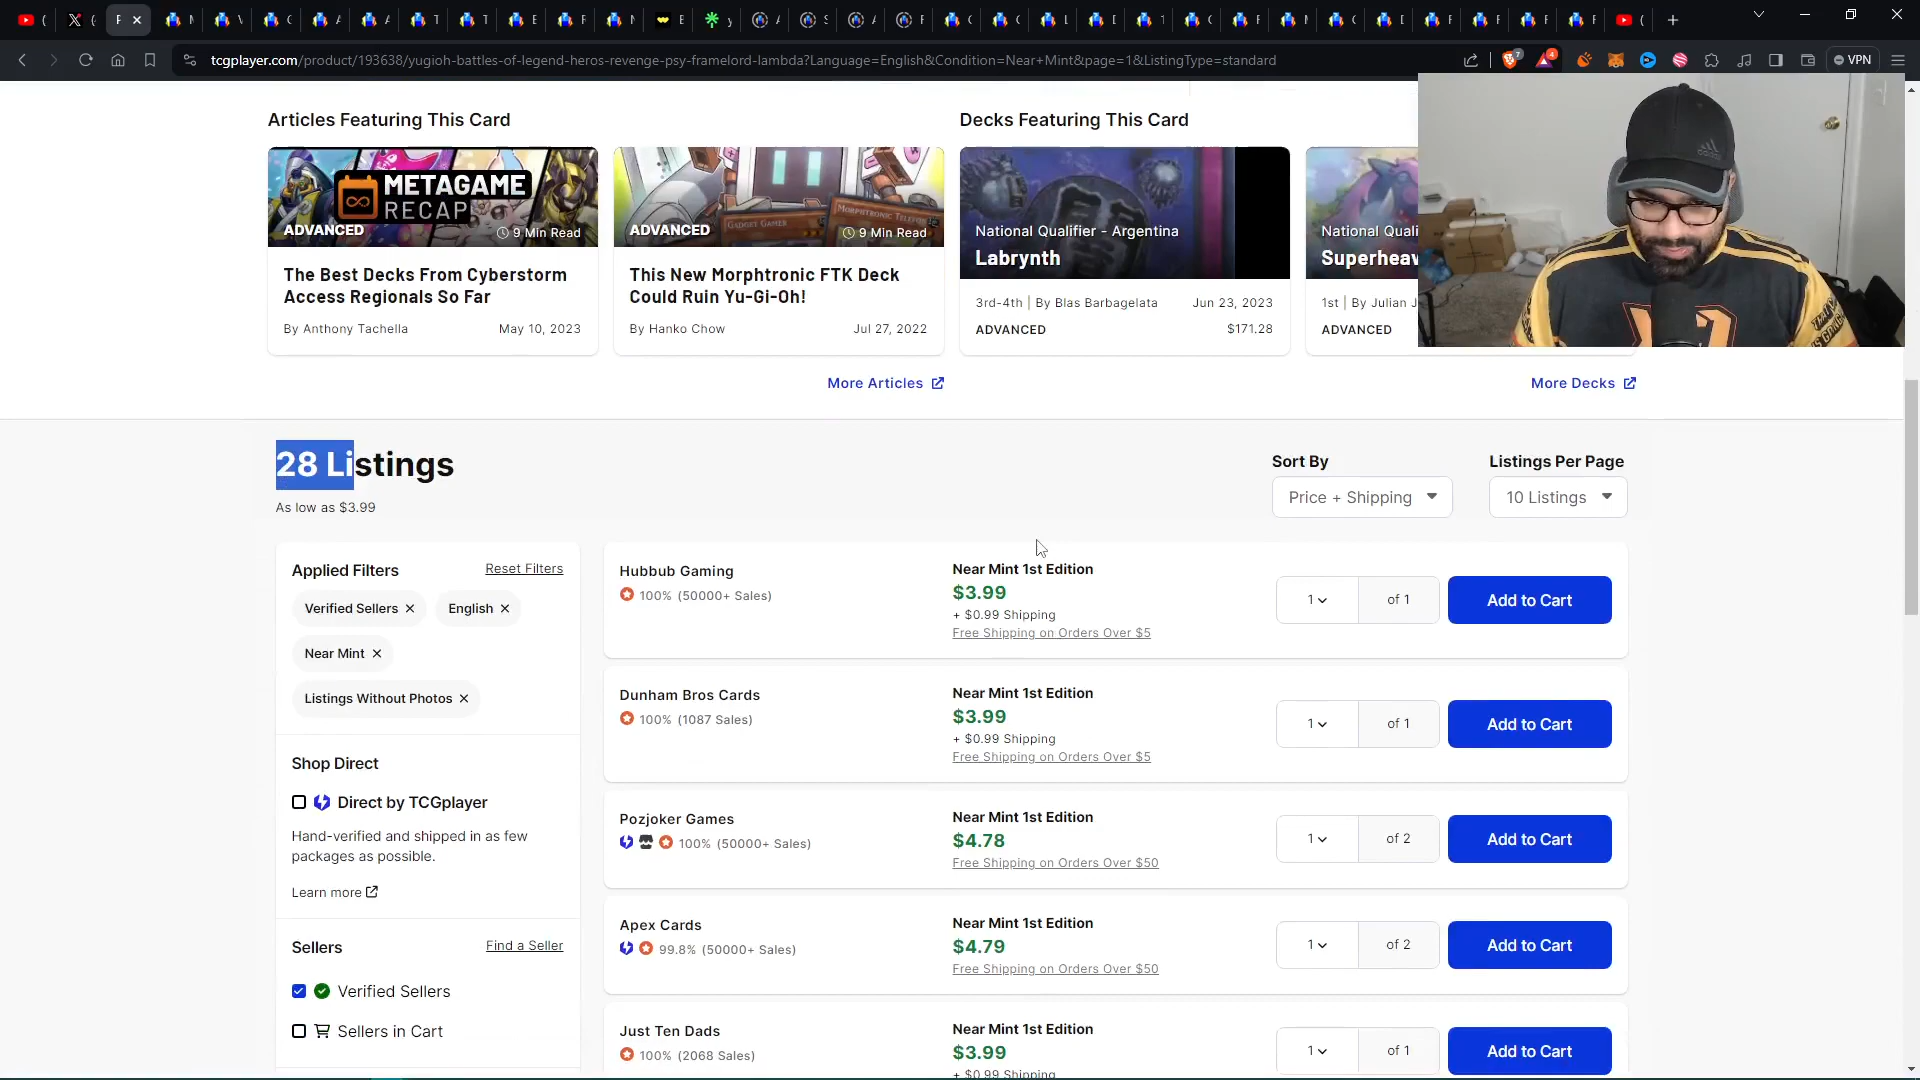 tcgplayer.com/product/193638/yugioh-battles-of-legend-heros-revenge-psy-framelord-lambda?Language=English&Condition=Near+Mint&page=1&ListingType=standard
7
4
VPN
Articles Featuring This Card
METAGAME
RECAP
ADVANCED
9 Min Read
The Best Decks From Cyberstorm
Access Regionals So Far
By Anthony Tachella
May 10, 2023
GADGET GAMER
MORPHTRONIC TELEFON
ADVANCED
9 Min Read
This New Morphtronic FTK Deck
Could Ruin Yu-Gi-Oh!
By Hanko Chow
Jul 27, 2022
More Articles
Decks Featuring This Card
National Qualifier - Argentina
Labrynth
3rd-4th | By Blas Barbagelata
Jun 23, 2023
ADVANCED
$171.28
National Quali
Superheav
1st | By Julian J
ADVANCED
More Decks
28 Listings
As low as $3.99
Sort By
Price + Shipping
Listings Per Page
10 Listings
Applied Filters
Reset Filters
Verified Sellers
English
Near Mint
Listings Without Photos
Shop Direct
Direct by TCGplayer
Hand-verified and shipped in as few
packages as possible.
Learn more
Sellers
Find a Seller
Verified Sellers
Sellers in Cart
Hubbub Gaming
100% (50000+ Sales)
Near Mint 1st Edition
$3.99
+ $0.99 Shipping
Free Shipping on Orders Over $5
1
of 1
Add to Cart
Dunham Bros Cards
100% (1087 Sales)
Near Mint 1st Edition
$3.99
+ $0.99 Shipping
Free Shipping on Orders Over $5
1
of 1
Add to Cart
Pozjoker Games
100% (50000+ Sales)
Near Mint 1st Edition
$4.78
Free Shipping on Orders Over $50
1
of 2
Add to Cart
Apex Cards
99.8% (50000+ Sales)
Near Mint 1st Edition
$4.79
Free Shipping on Orders Over $50
1
of 2
Add to Cart
Just Ten Dads
100% (2068 Sales)
Near Mint 1st Edition
$3.99
+ $0.99 Shipping
1
of 1
Add to Cart